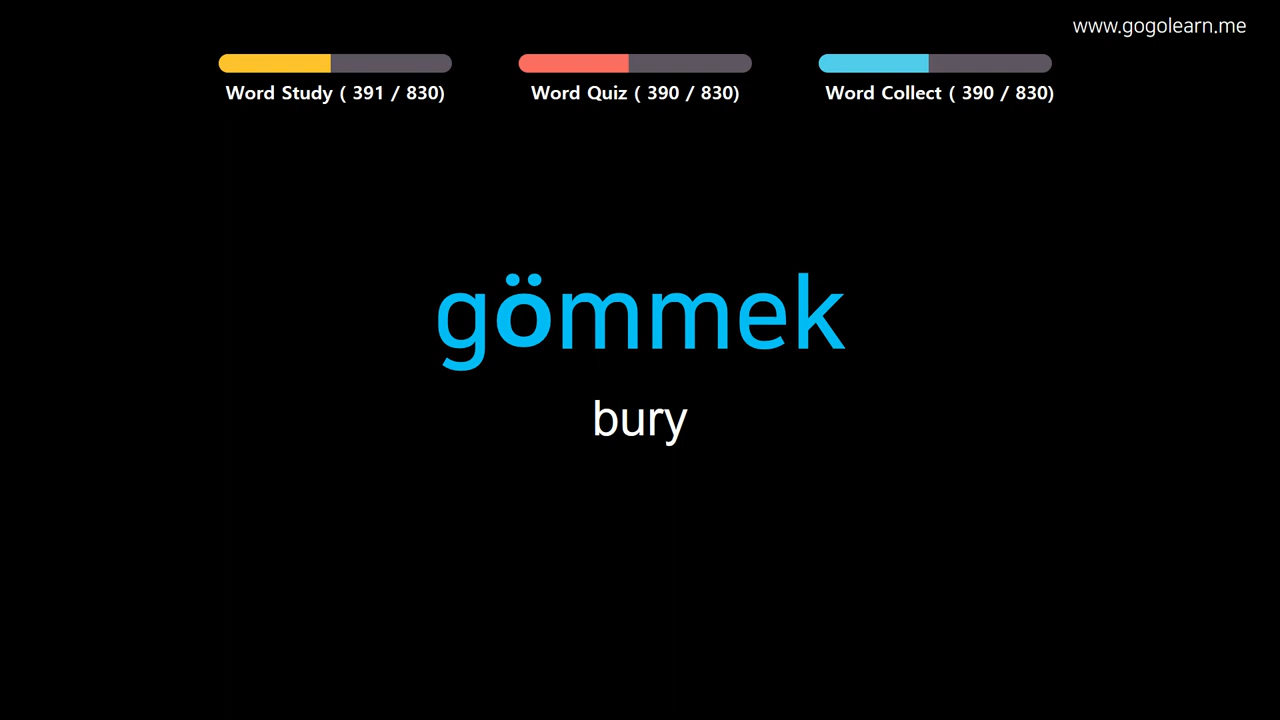 www.gogolearn.me
Word Study ( 391 / 830)
Word Quiz ( 390 / 830)
Word Collect ( 390 / 830)
gömmek
bury